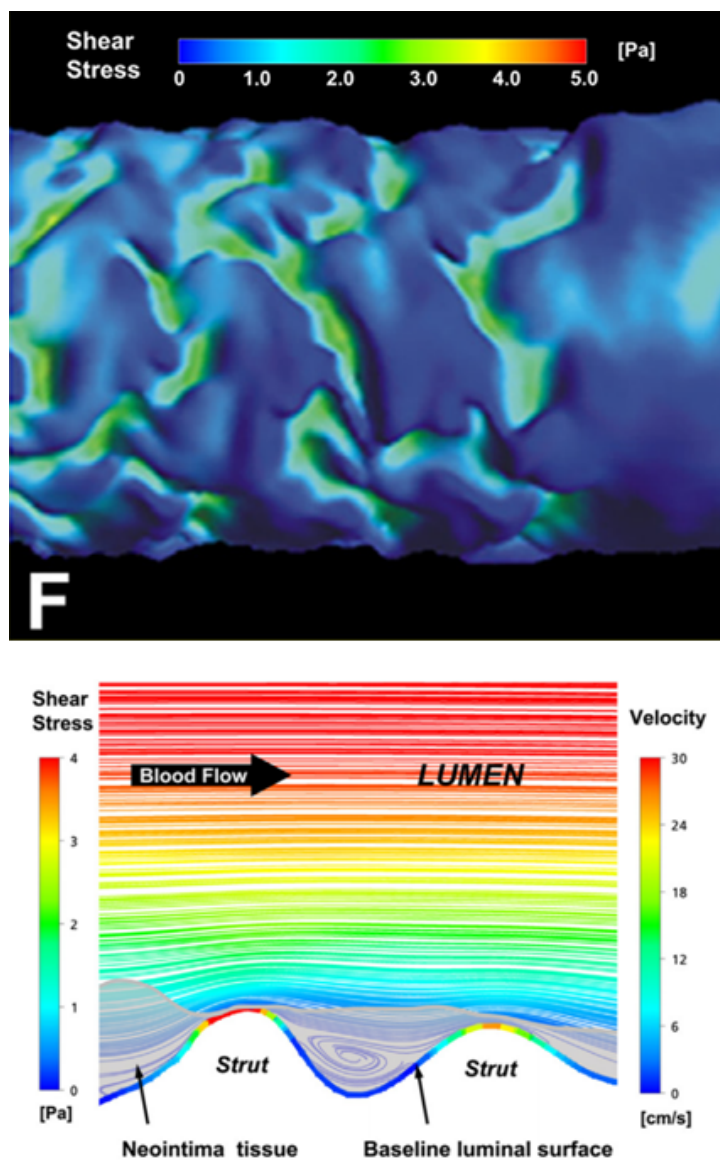 Shear
Stress
[Pa]
0 1.0 2.0 3.0 4.0 5.0
F
Shear
Stress
Velocity
4
30
Blood Flow
LUMEN
3
24
18
2
12
1
6
Strut
Strut
0
0
[Pa]
[cm/s]
Neointima tissue
Baseline luminal surface